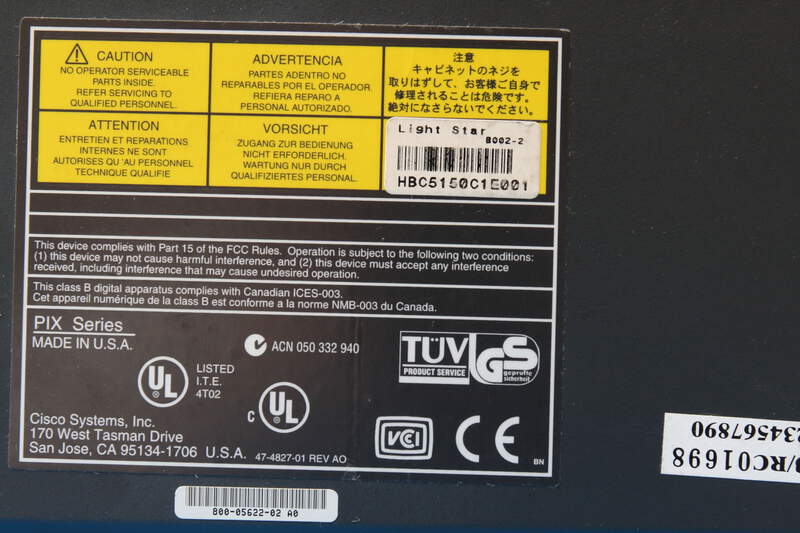 CAUTION
NO OPERATOR SERVICEABLE
PARTS INSIDE.
REFER SERVICING TO
QUALIFIED PERSONNEL.
ADVERTENCIA
PARTES ADENTRO NO
REPARABLES POR EL OPERADOR.
REFIERA REPARO A
PERSONAL AUTORIZADO.
注意
キャビネットのネジを
取りはずして、お客様ご自身で
修理されることは危険です。
絶対になさらないでください。
ATTENTION
ENTRETIEN ET REPARATIONS
INTERNES NE SONT
AUTORISES QU 'AU PERSONNEL
TECHNIQUE QUALIFIE
VORSICHT
ZUGANG ZUR BEDIENUNG
NICHT ERFORDERLICH.
WARTUNG NUR DURCH
QUALIFIZIERTES PERSONAL.
Light Star
B002-2
HBC5150C1E001
This device complies with Part 15 of the FCC Rules. Operation is subject to the following two conditions:
(1) this device may not cause harmful interference, and (2) this device must accept any interference
received, including interference that may cause undesired operation.
This class B digital apparatus complies with Canadian ICES-003.
Cet appareil numérique de la class B est conforme a la norme NMB-003 du Canada.
PIX Series
MADE IN U.S.A.
ACN 050 332 940
TÜV
PRODUCT SERVICE
GS
geprüfte
sicherheit
UL
LISTED
I.T.E.
4T02
C UL
VCI
CE
BN
Cisco Systems, Inc.
170 West Tasman Drive
San Jose, CA 95134-1706 U.S.A.
47-4827-01 REV AO
800-05622-02 A0
/RC01698
234567890